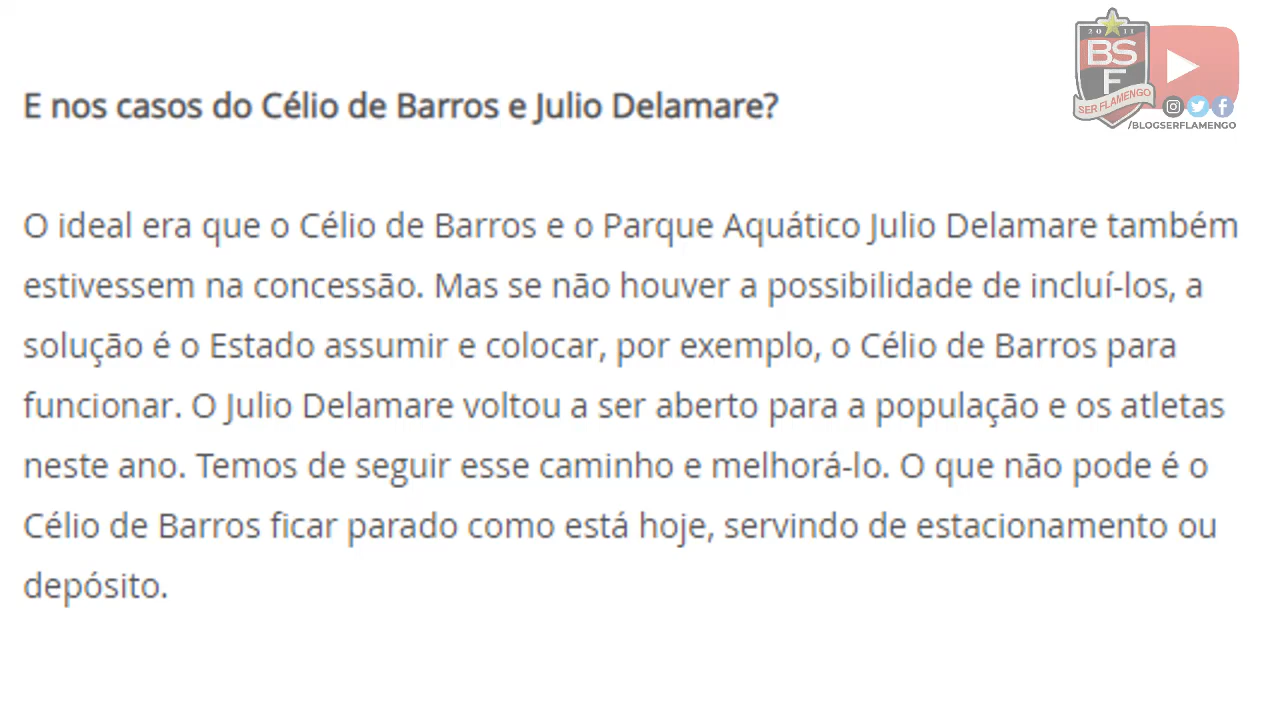 2011
BS
F
SER FLAMENGO
/BLOGSERFLAMENGO
E nos casos do Célio de Barros e Julio Delamare?
O ideal era que o Célio de Barros e o Parque Aquático Julio Delamare também
estivessem na concessão. Mas se não houver a possibilidade de incluí-los, a
solução é o Estado assumir e colocar, por exemplo, o Célio de Barros para
funcionar. O Julio Delamare voltou a ser aberto para a população e os atletas
neste ano. Temos de seguir esse caminho e melhorá-lo. O que não pode é o
Célio de Barros ficar parado como está hoje, servindo de estacionamento ou
depósito.